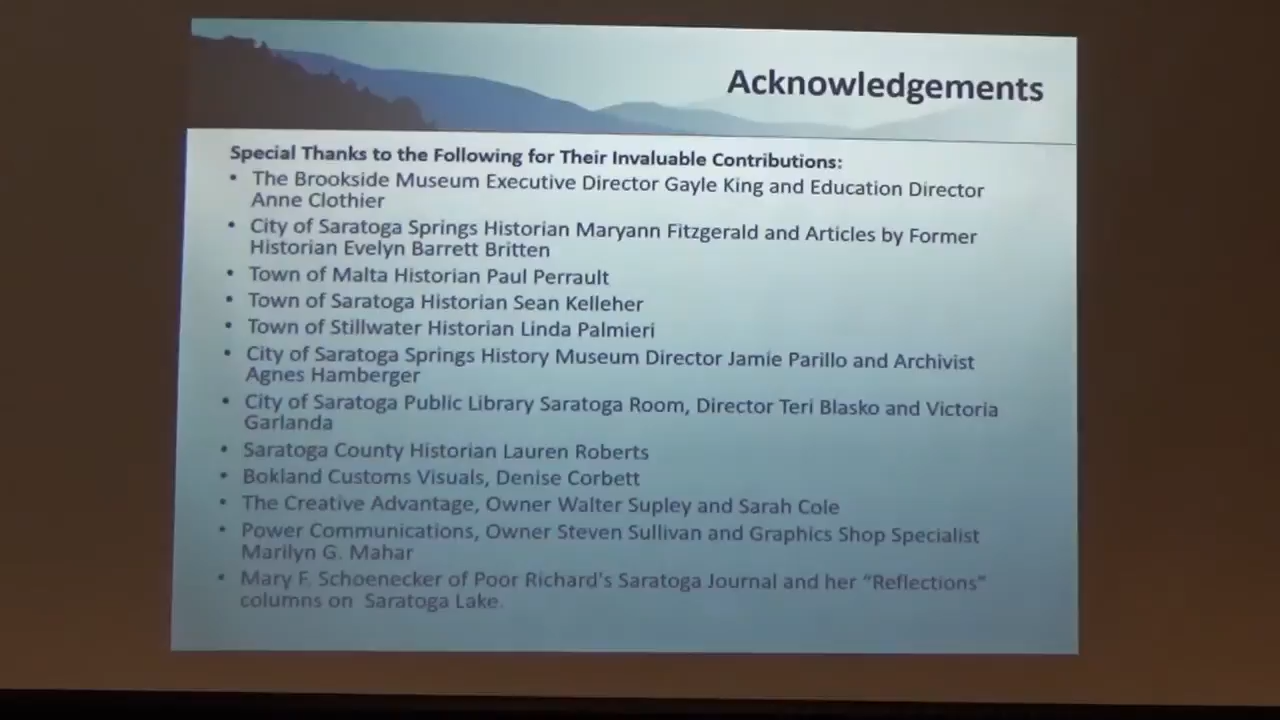 Acknowledgements
Special Thanks to the Following for Their Invaluable Contributions:
• The Brookside Museum Executive Director Gayle King and Education Director
Anne Clothier
• City of Saratoga Springs Historian Maryann Fitzgerald and Articles by Former
Historian Evelyn Barrett Britten
• Town of Malta Historian Paul Perrault
• Town of Saratoga Historian Sean Kelleher
• Town of Stillwater Historian Linda Palmieri
• City of Saratoga Springs History Museum Director Jamie Parillo and Archivist
Agnes Hamberger
• City of Saratoga Public Library Saratoga Room, Director Teri Blasko and Victoria
Garlanda
• Saratoga County Historian Lauren Roberts
• Bokland Customs Visuals, Denise Corbett
• The Creative Advantage, Owner Walter Supley and Sarah Cole
• Power Communications, Owner Steven Sullivan and Graphics Shop Specialist
Marilyn G. Mahar
• Mary F. Schoenecker of Poor Richard's Saratoga Journal and her “Reflections”
columns on Saratoga Lake.